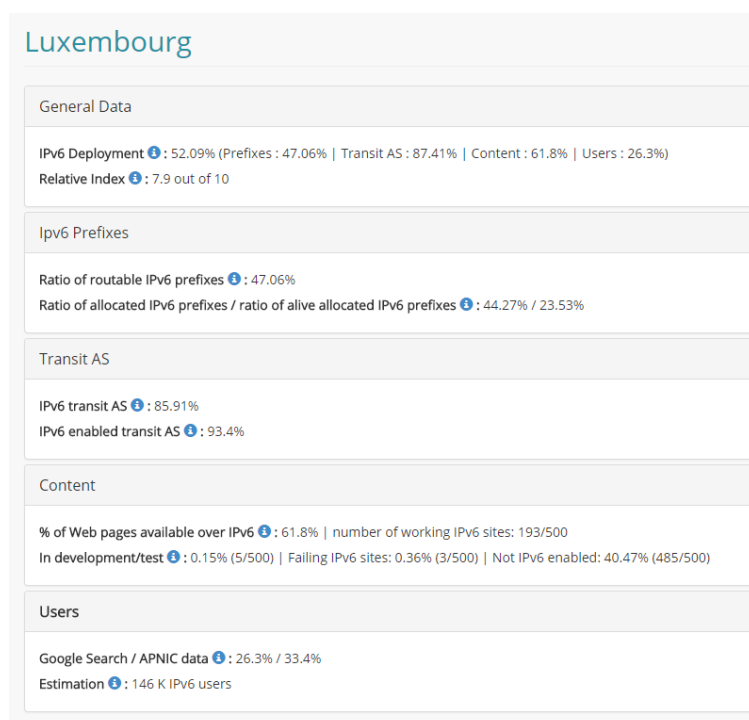 Luxembourg
General Data
IPv6 Deployment : 52.09% (Prefixes : 47.06% | Transit AS : 87.41% | Content : 61.8% | Users : 26.3%)
Relative Index : 7.9 out of 10
Ipv6 Prefixes
Ratio of routable IPv6 prefixes : 47.06%
Ratio of allocated IPv6 prefixes / ratio of alive allocated IPv6 prefixes : 44.27% / 23.53%
Transit AS
IPv6 transit AS : 85.91%
IPv6 enabled transit AS : 93.4%
Content
% of Web pages available over IPv6 : 61.8% | number of working IPv6 sites: 193/500
In development/test : 0.15% (5/500) | Failing IPv6 sites: 0.36% (3/500) | Not IPv6 enabled: 40.47% (485/500)
Users
Google Search / APNIC data : 26.3% / 33.4%
Estimation : 146 K IPv6 users